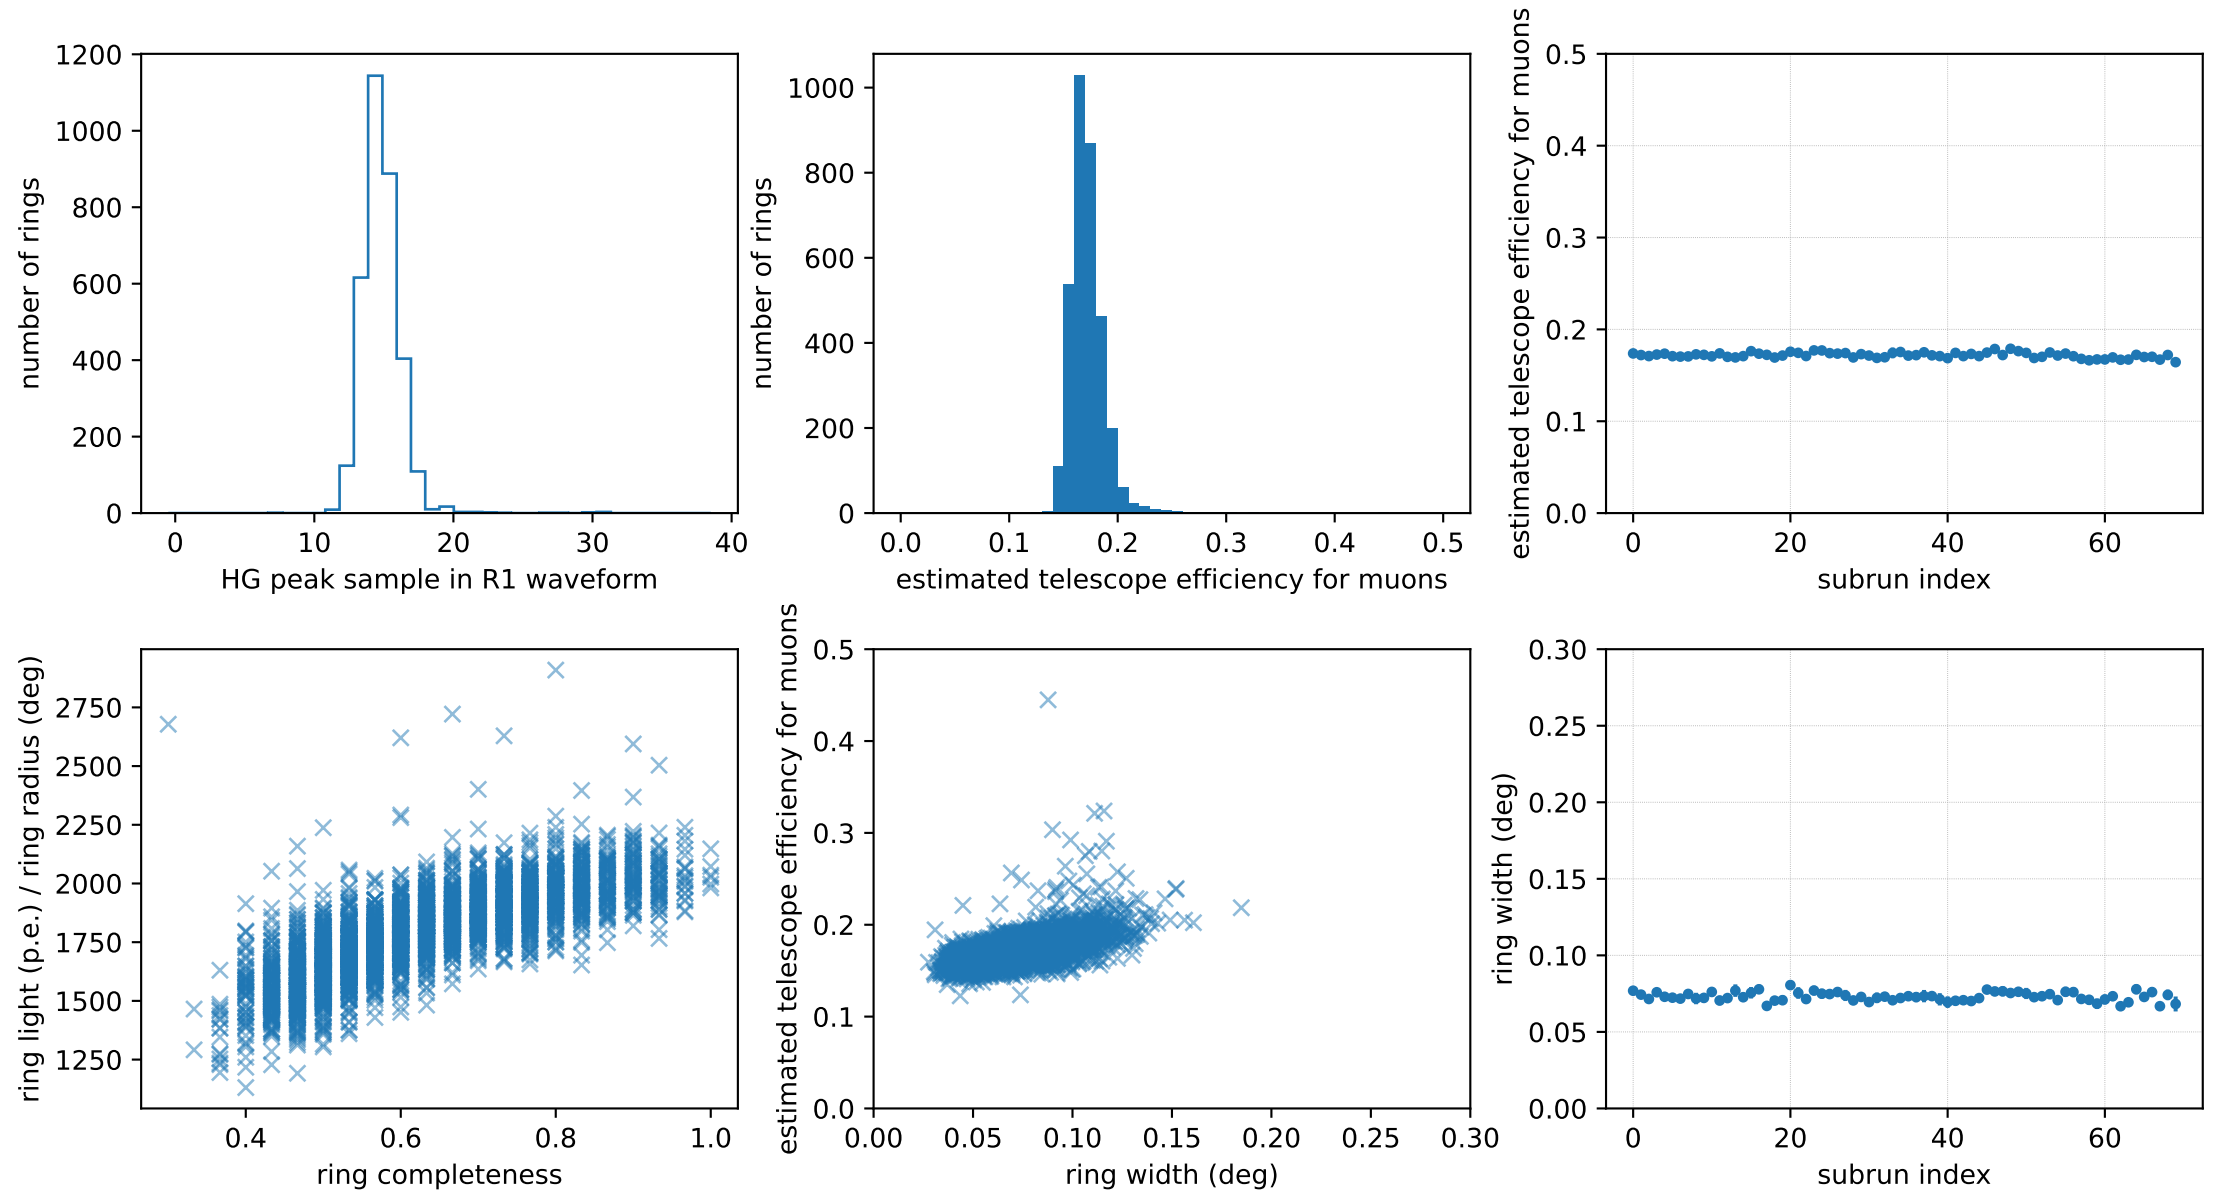 1200
1000
800
600
400
200
0
number of rings
0 10 20 30 40
HG peak sample in R1 waveform
1000
800
600
400
200
0
number of rings
0.0 0.1 0.2 0.3 0.4 0.5
estimated telescope efficiency for muons
0.5
0.4
0.3
0.2
0.1
0.0
estimated telescope efficiency for muons
0 20 40 60
subrun index
2750
2500
2250
2000
1750
1500
1250
ring light (p.e.) / ring radius (deg)
0.4 0.6 0.8 1.0
ring completeness
0.5
0.4
0.3
0.2
0.1
0.0
estimated telescope efficiency for muons
0.00 0.05 0.10 0.15 0.20 0.25 0.30
ring width (deg)
0.30
0.25
0.20
0.15
0.10
0.05
0.00
ring width (deg)
0 20 40 60
subrun index